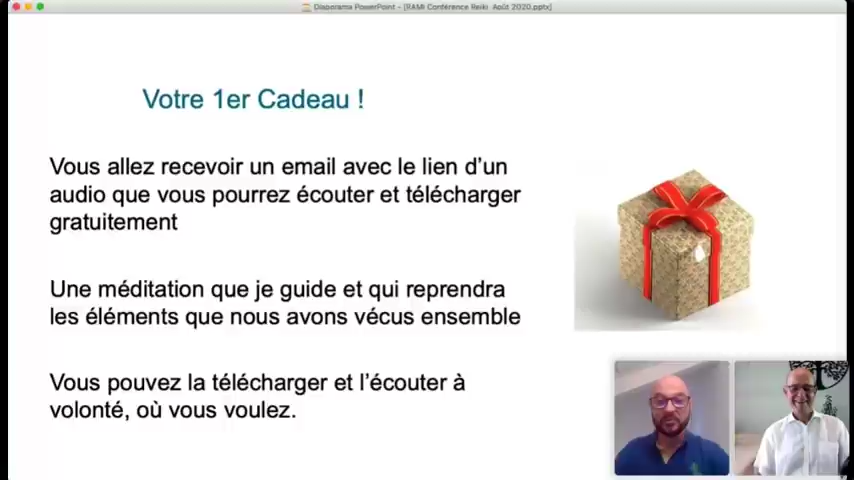 Diaporama PowerPoint - [RAMI Conférence Reiki Août 2020.pptx]
Votre 1er Cadeau !
Vous allez recevoir un email avec le lien d’un
audio que vous pourrez écouter et télécharger
gratuitement
Une méditation que je guide et qui reprendra
les éléments que nous avons vécus ensemble
Vous pouvez la télécharger et l’écouter à
volonté, où vous voulez.